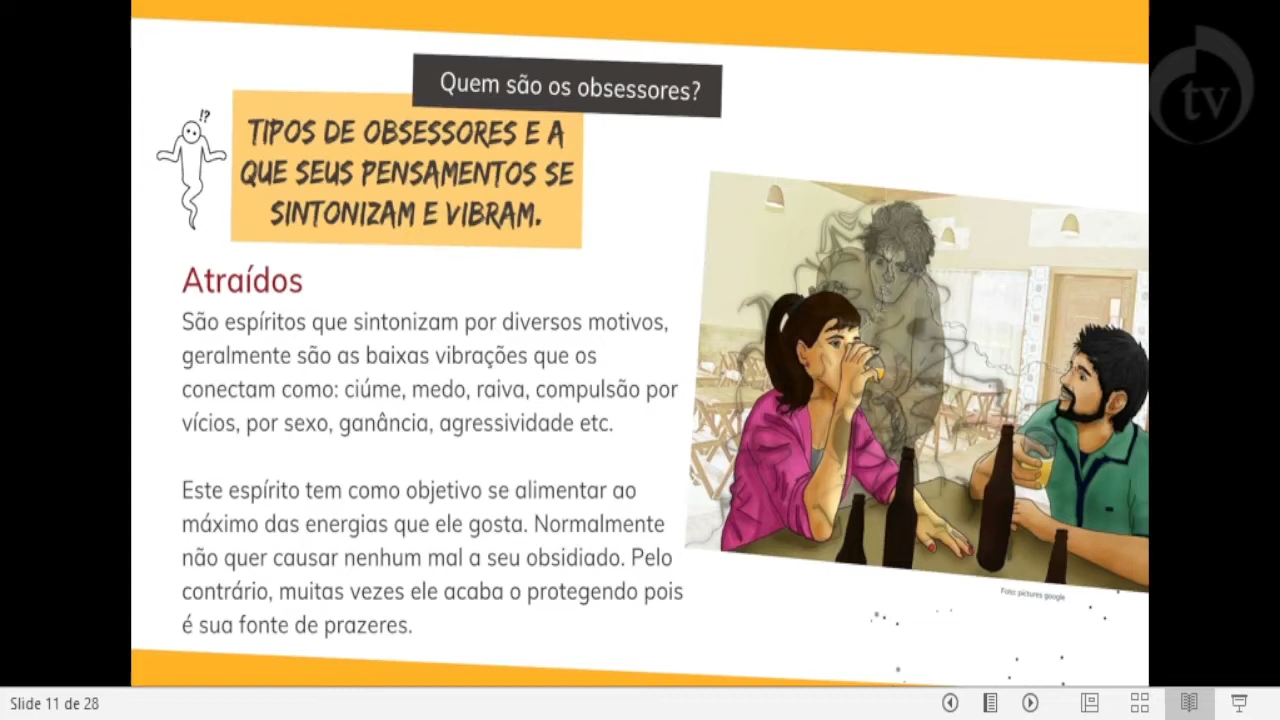 tv
Quem são os obsessores?
!?
TIPOS DE OBSESSORES E A
QUE SEUS PENSAMENTOS SE
SINTONIZAM E VIBRAM.
Atraídos
São espíritos que sintonizam por diversos motivos,
geralmente são as baixas vibrações que os
conectam como: ciúme, medo, raiva, compulsão por
vícios, por sexo, ganância, agressividade etc.
Este espírito tem como objetivo se alimentar ao
máximo das energias que ele gosta. Normalmente
não quer causar nenhum mal a seu obsidiado. Pelo
contrário, muitas vezes ele acaba o protegendo pois
é sua fonte de prazeres.
Foto: pictures google
Slide 11 de 28